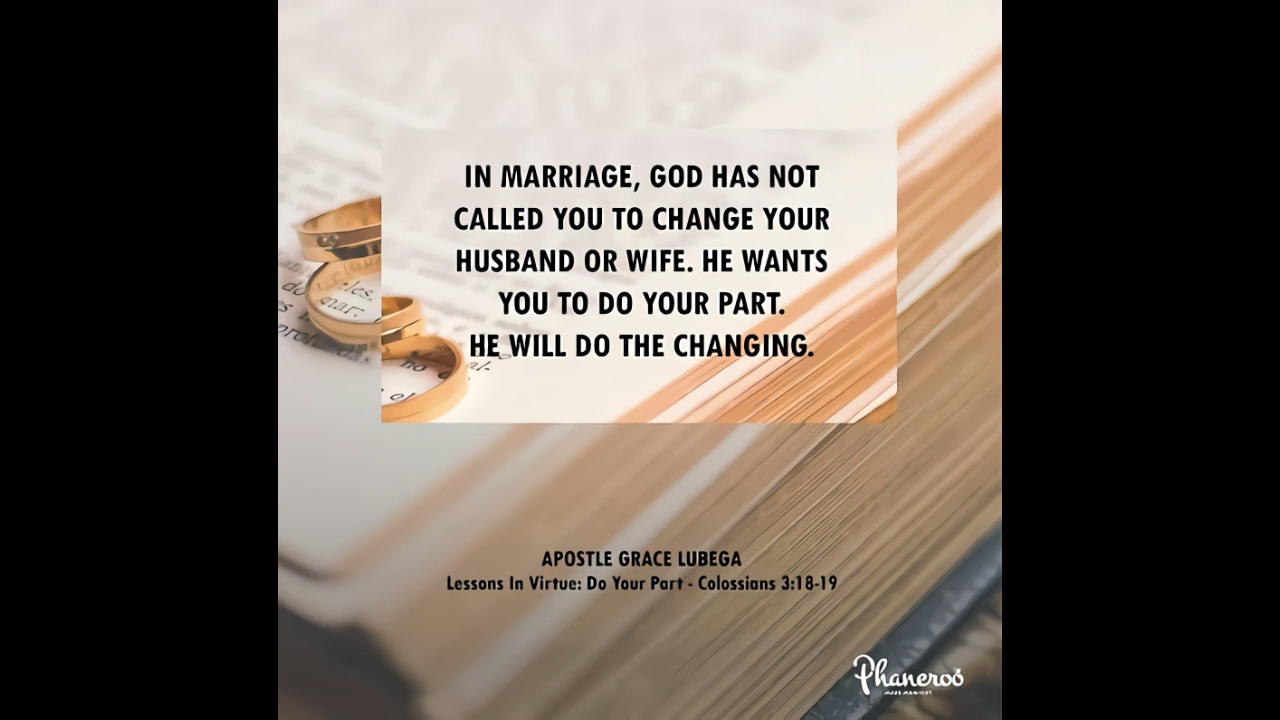 IN MARRIAGE, GOD HAS NOT
CALLED YOU TO CHANGE YOUR
HUSBAND OR WIFE. HE WANTS
YOU TO DO YOUR PART.
HE WILL DO THE CHANGING.
APOSTLE GRACE LUBEGA
Lessons In Virtue: Do Your Part - Colossians 3:18-19
Phaneroó